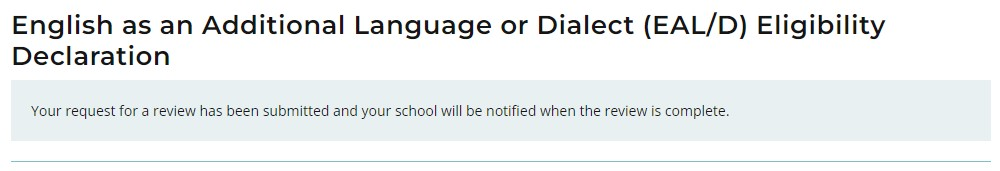 English as an Additional Language or Dialect (EAL/D) Eligibility
Declaration
Your request for a review has been submitted and your school will be notified when the review is complete.